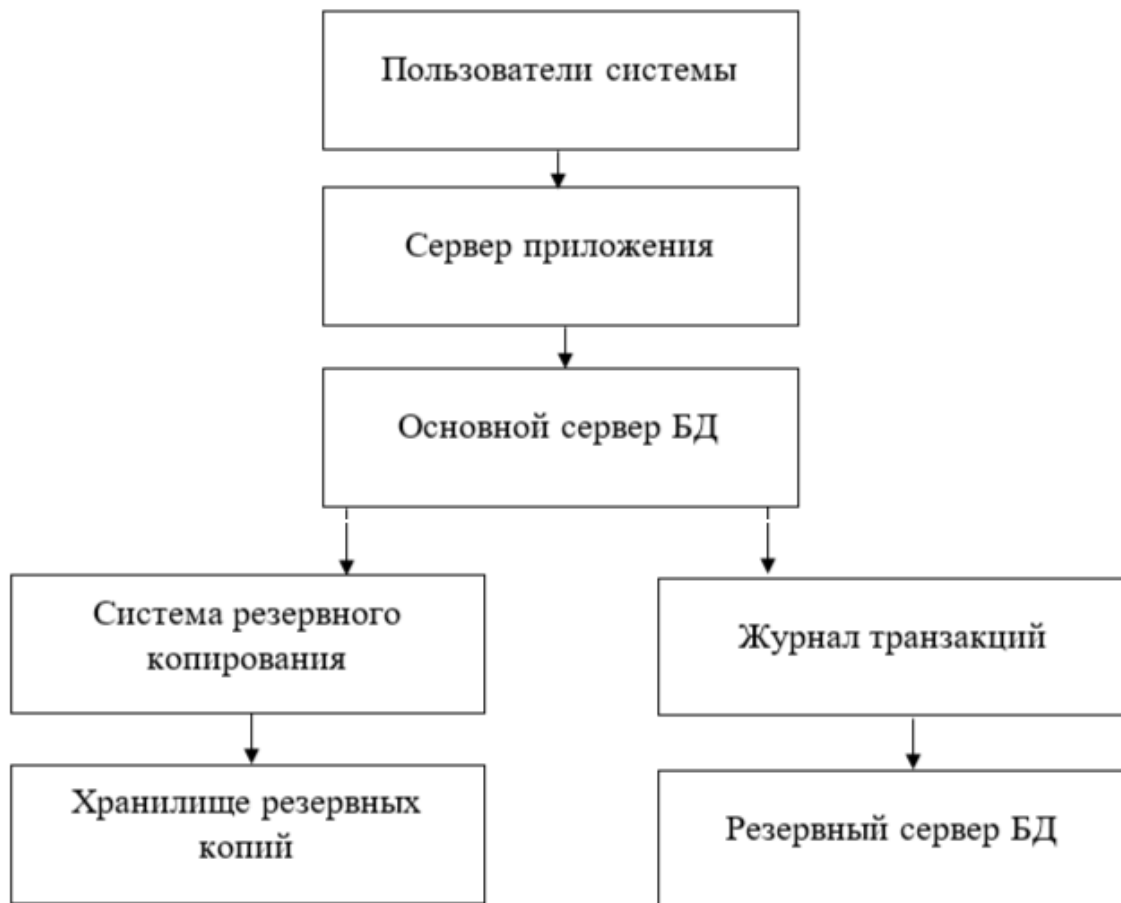 Пользователи системы
Сервер приложения
Основной сервер БД
Система резервного
копирования
Журнал транзакций
Хранилище резервных
копий
Резервный сервер БД